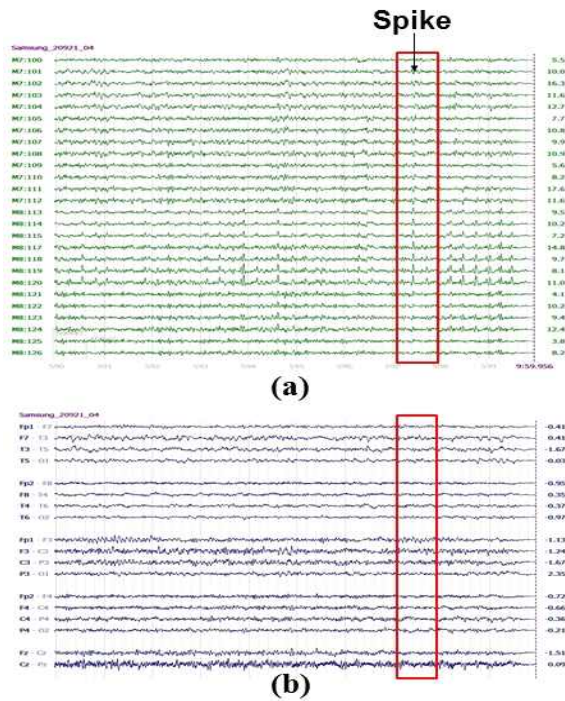 Spike
Samsung_20921_04
M7:100 5.5
M7:101 10.0
M7:102 16.3
M7:103 11.6
M7:104 12.7
M7:105 7.7
M7:106 10.8
M7:107 9.9
M7:108 10.9
M7:109 5.6
M7:110 8.2
M7:111 17.6
M7:112 11.6
M8:113 9.5
M8:114 10.2
M8:115 7.2
M8:117 14.8
M8:118 9.7
M8:119 8.1
M8:120 11.0
M8:121 4.1
M8:122 10.2
M8:123 9.4
M8:124 12.4
M8:125 3.8
M8:126 8.2
9:59.956
(a)
Samsung_20921_04
Fp1 - F7 -0.41
F7 - T3 0.41
T3 - T5 -1.67
T5 - O1 -0.03
Fp2 - F8 -0.95
F8 - T4 0.35
T4 - T6 -0.37
T6 - O2 -0.97
Fp1 - F3 -1.13
F3 - C3 -1.24
C3 - P3 -1.67
P3 - O1 2.35
Fp2 - F4 -0.72
F4 - C4 -0.66
C4 - P4 -0.36
P4 - O2 -0.21
Fz - Cz -1.51
Cz - Pz 0.09
(b)